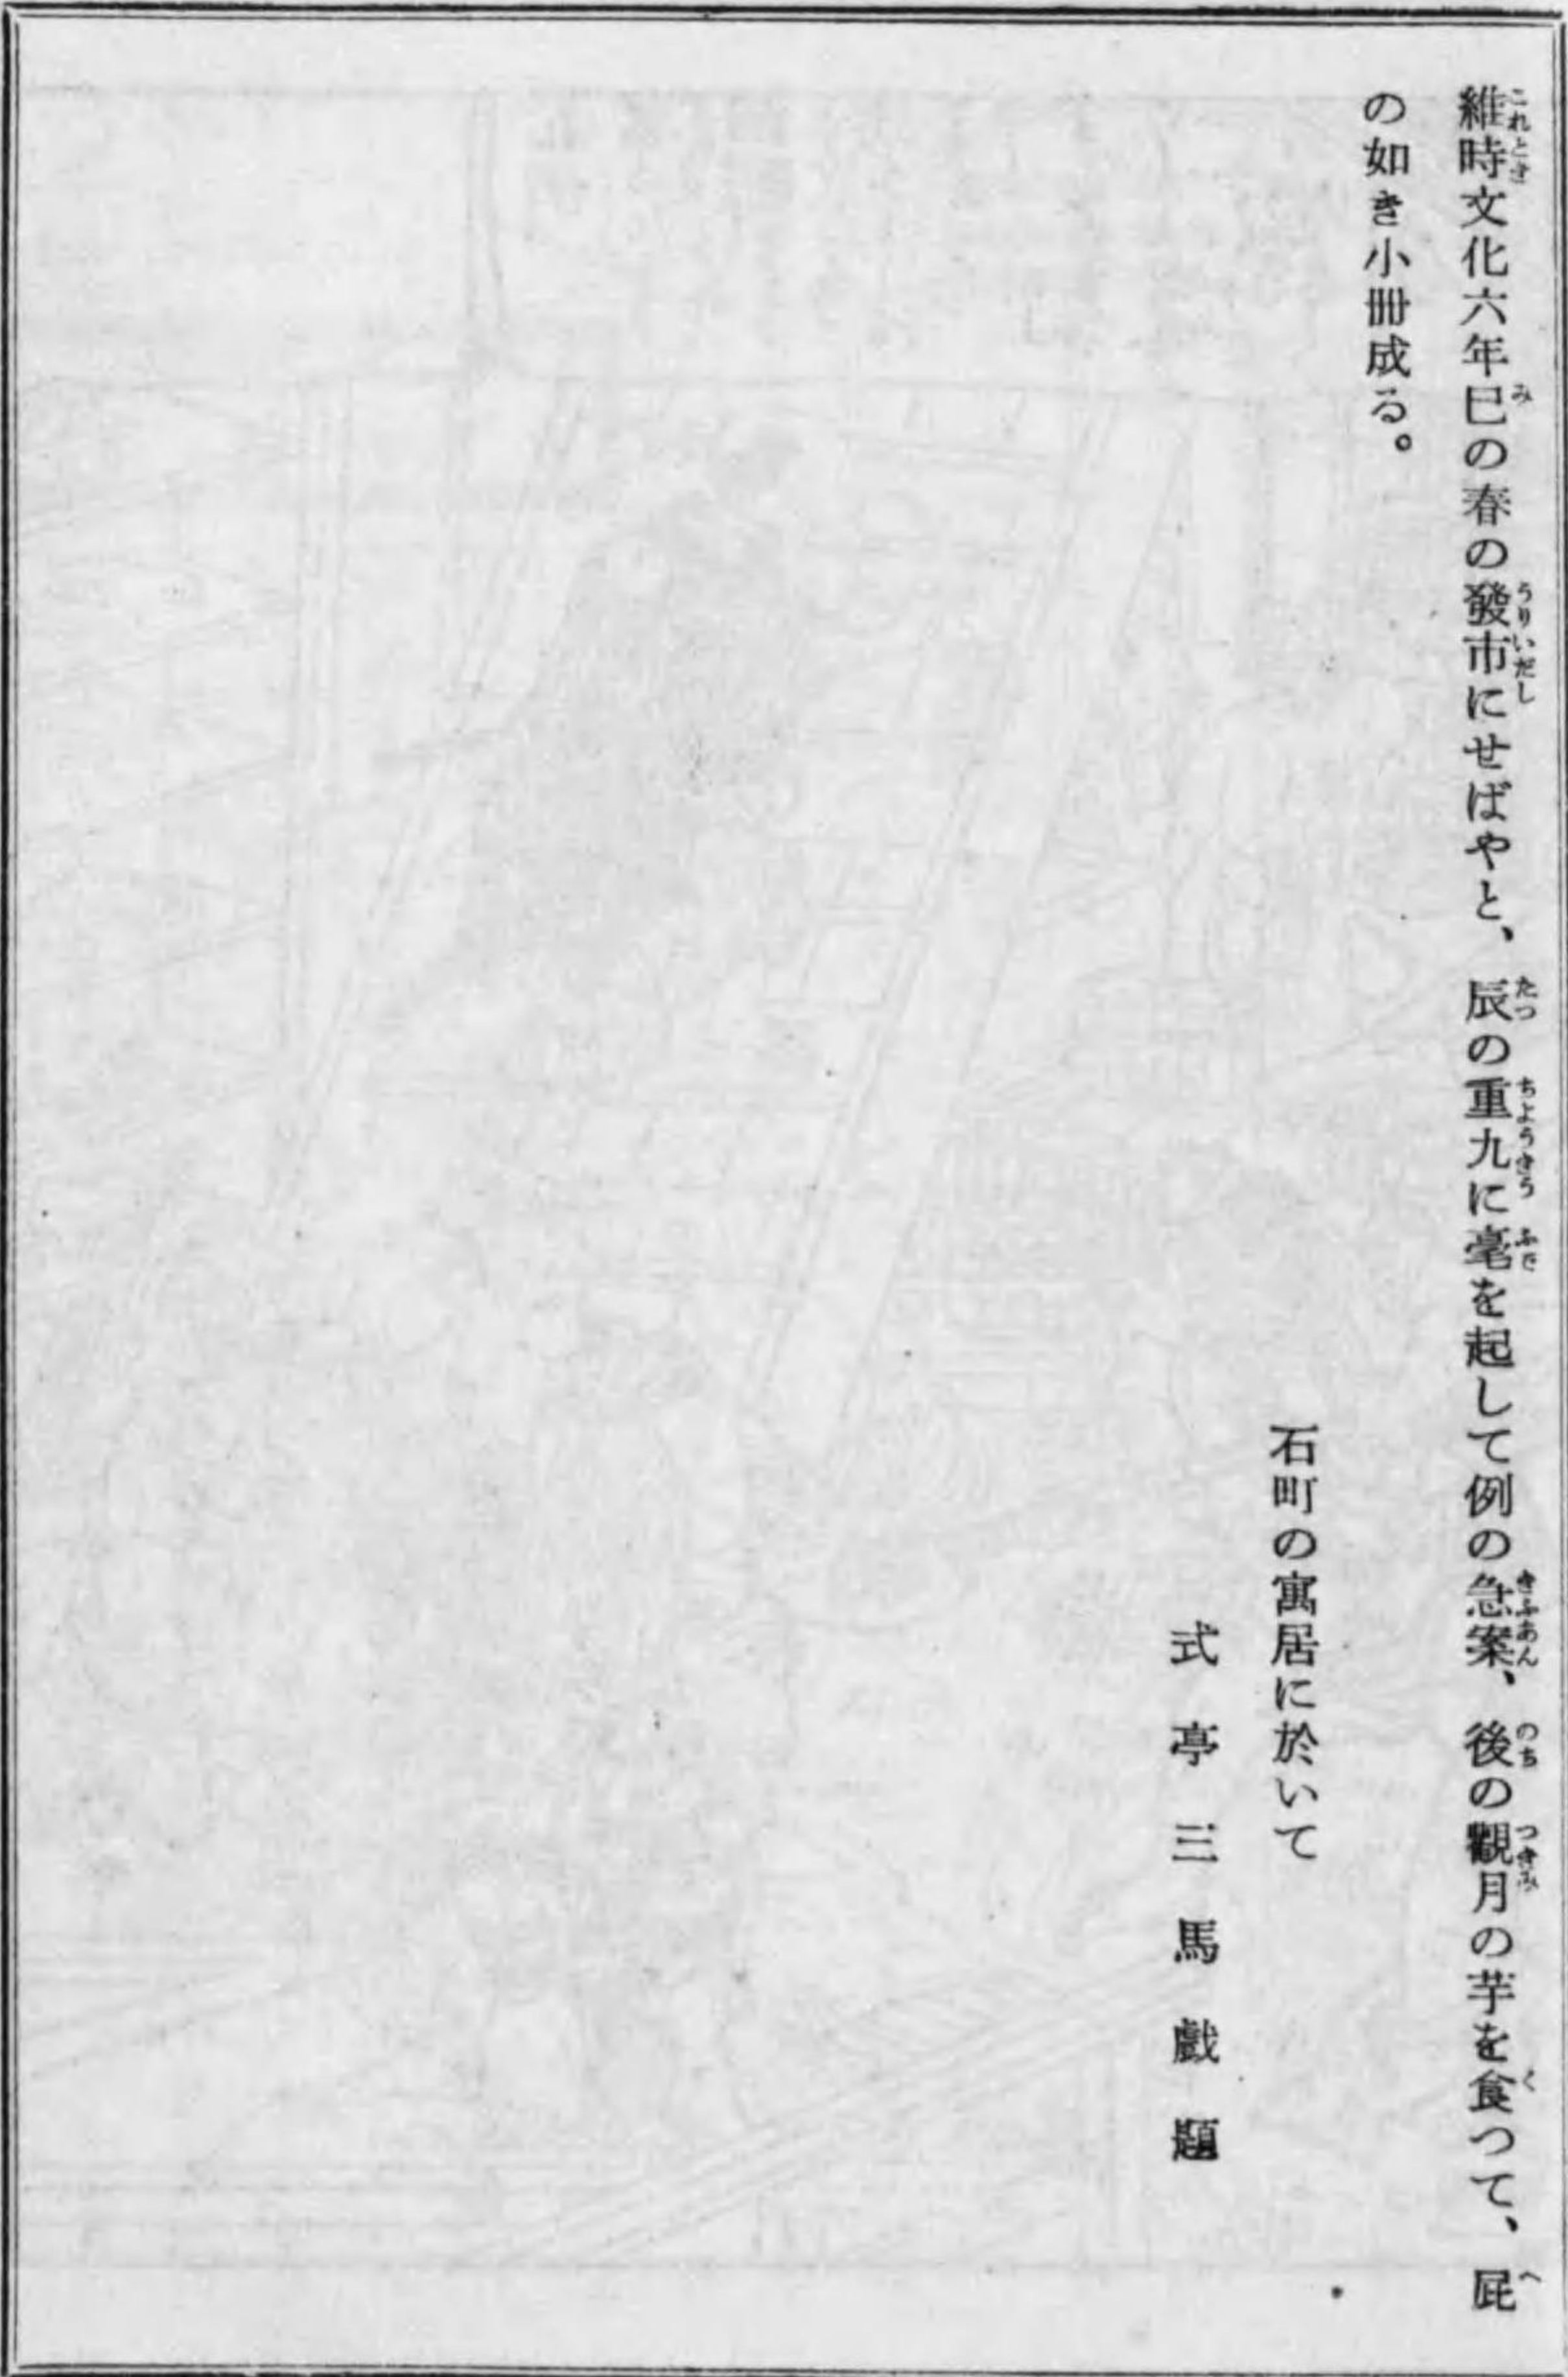 維時文化六年巳の春の發市にせばやと、辰の重九に毫を起して例の急案、後の觀月の芋を食つて、屁
の如き小冊成る。
石町の寓居に於いて
式亭三馬戲題